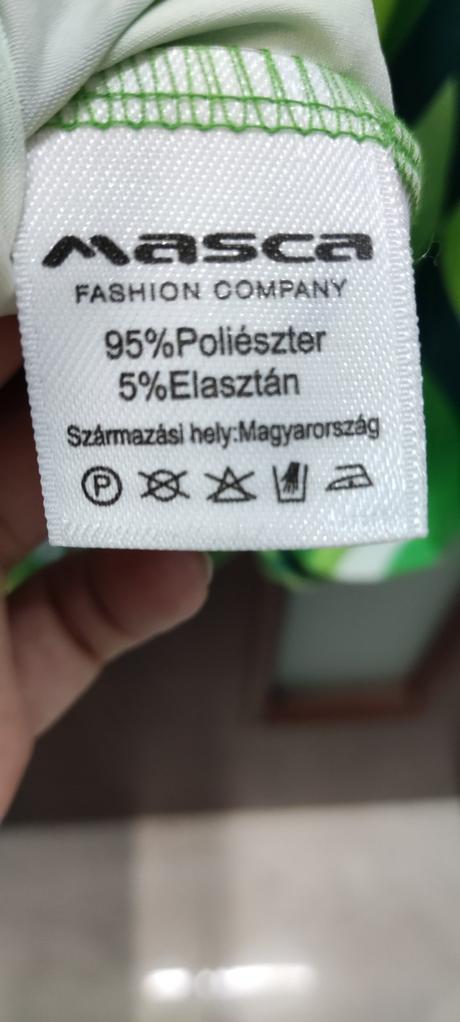 masca
FASHION COMPANY
95%Poliészter
5%Elasztán
Származási hely:Magyarország
P